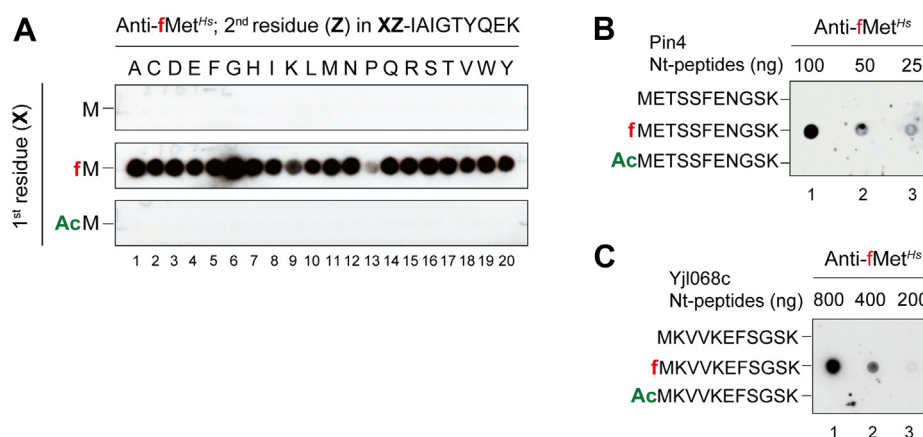 A
Anti-fMetHs; 2nd residue (Z) in XZ-IAIGTYQEK
A C D E F G H I K L M N P Q R S T V W Y
1st residue (X)
M
fM
AcM
1 2 3 4 5 6 7 8 9 10 11 12 13 14 15 16 17 18 19 20
B
Anti-fMetHs
Pin4
Nt-peptides (ng) 100 50 25
METSSFENGSK
fMETSSFENGSK
AcMETSSFENGSK
1 2 3
C
Anti-fMetHs
Yjl068c
Nt-peptides (ng) 800 400 200
MKVVKEFSGSK
fMKVVKEFSGSK
AcMKVVKEFSGSK
1 2 3